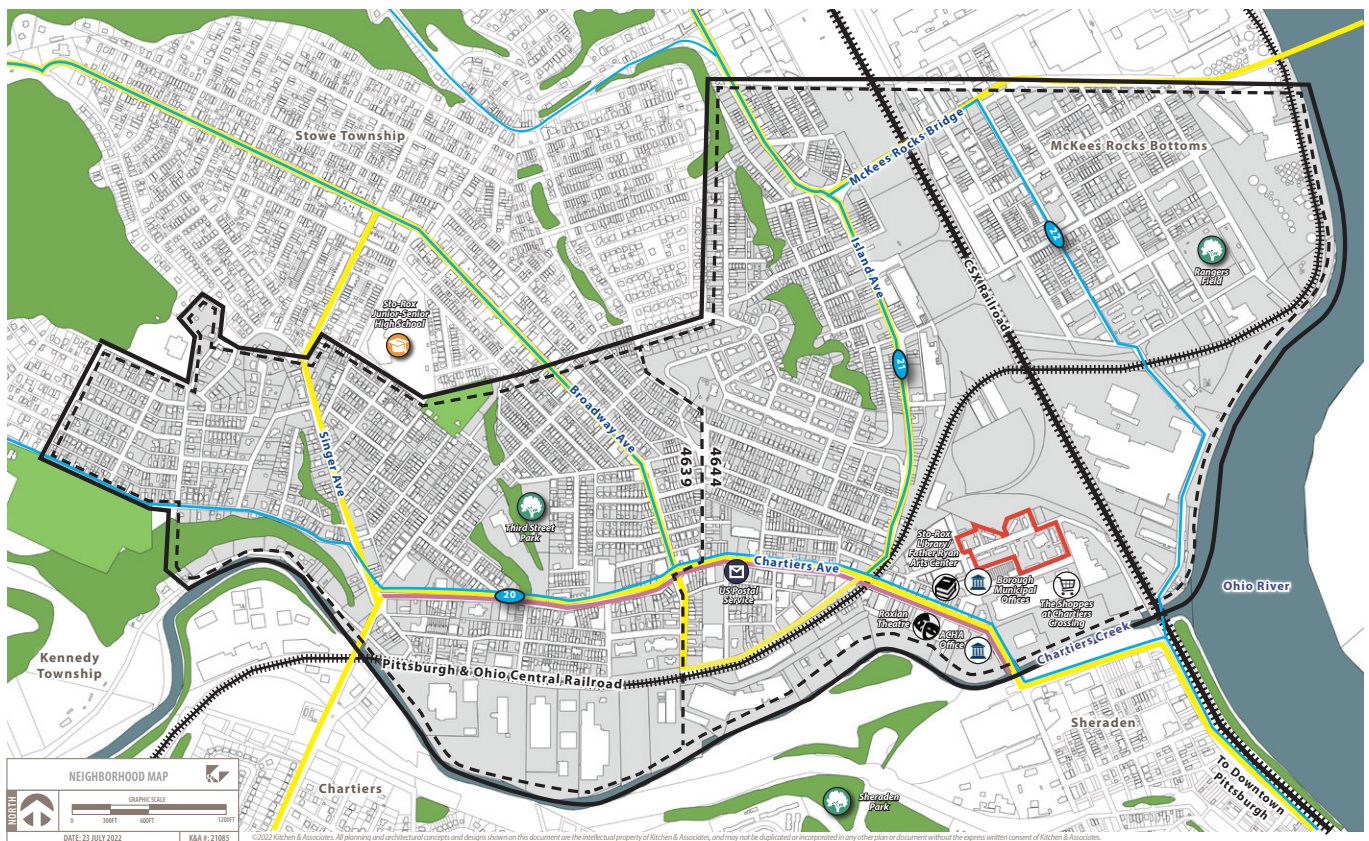 Stowe Township
McKees Rocks Bridge
McKees Rocks Bottoms
22
Rangers
Field
Island Ave
CSX Railroad
Sto-Rox
Junior-Senior
High School
21
Broadway Ave
Singer Ave
4639
4644
Third Street
Park
Chartiers Ave
US Postal
Service
20
Sto-Rox
Library/
Futher Ryan
Arts Center
Borough
Municipal
Offices
The Shoppes
at Chartiers
Crossing
Roxian
Theatre
ACHA
Office
Chartiers Creek
Ohio River
Kennedy
Township
Pittsburgh & Ohio Central Railroad
Sheraden
To Downtown
Pittsburgh
Chartiers
Sheraden
Park
NEIGHBORHOOD MAP
NORTH
GRAPHIC SCALE
0 300FT 600FT 1200FT
DATE: 23 JULY 2022 K&A #: 21085
©2022 Kitchen & Associates. All planning and architectural concepts and designs shown on this document are the intellectual property of Kitchen & Associates, and may not be duplicated or incorporated in any other plan or document without the express written consent of Kitchen & Associates.